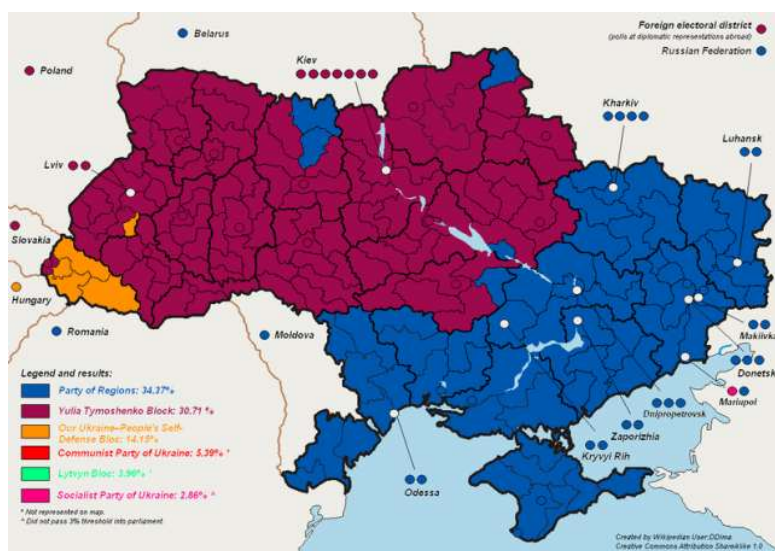 Foreign electoral district
(polls at diplomatic representations abroad)
Russian Federation
Belarus
Poland
Kiev
Kharkiv
Luhansk
Lviv
Slovakia
Hungary
Romania
Moldova
Makiivka
Donetsk
Mariupol
Dnipropetrovsk
Zaporizhia
Kryvyi Rih
Odessa
Legend and results:
Party of Regions: 34.37%
Yulia Tymoshenko Block: 30.71 %
Our Ukraine–People's Self-
Defense Bloc: 14.15%
Communist Party of Ukraine: 5.39% *
Lytvyn Bloc: 3.96% *
Socialist Party of Ukraine: 2.86% ^
* Not represented on map.
^ Did not pass 3% threshold into parliament
Created by Wikipedian User:DDima
Creative Commons Attribution ShareAlike 1.0